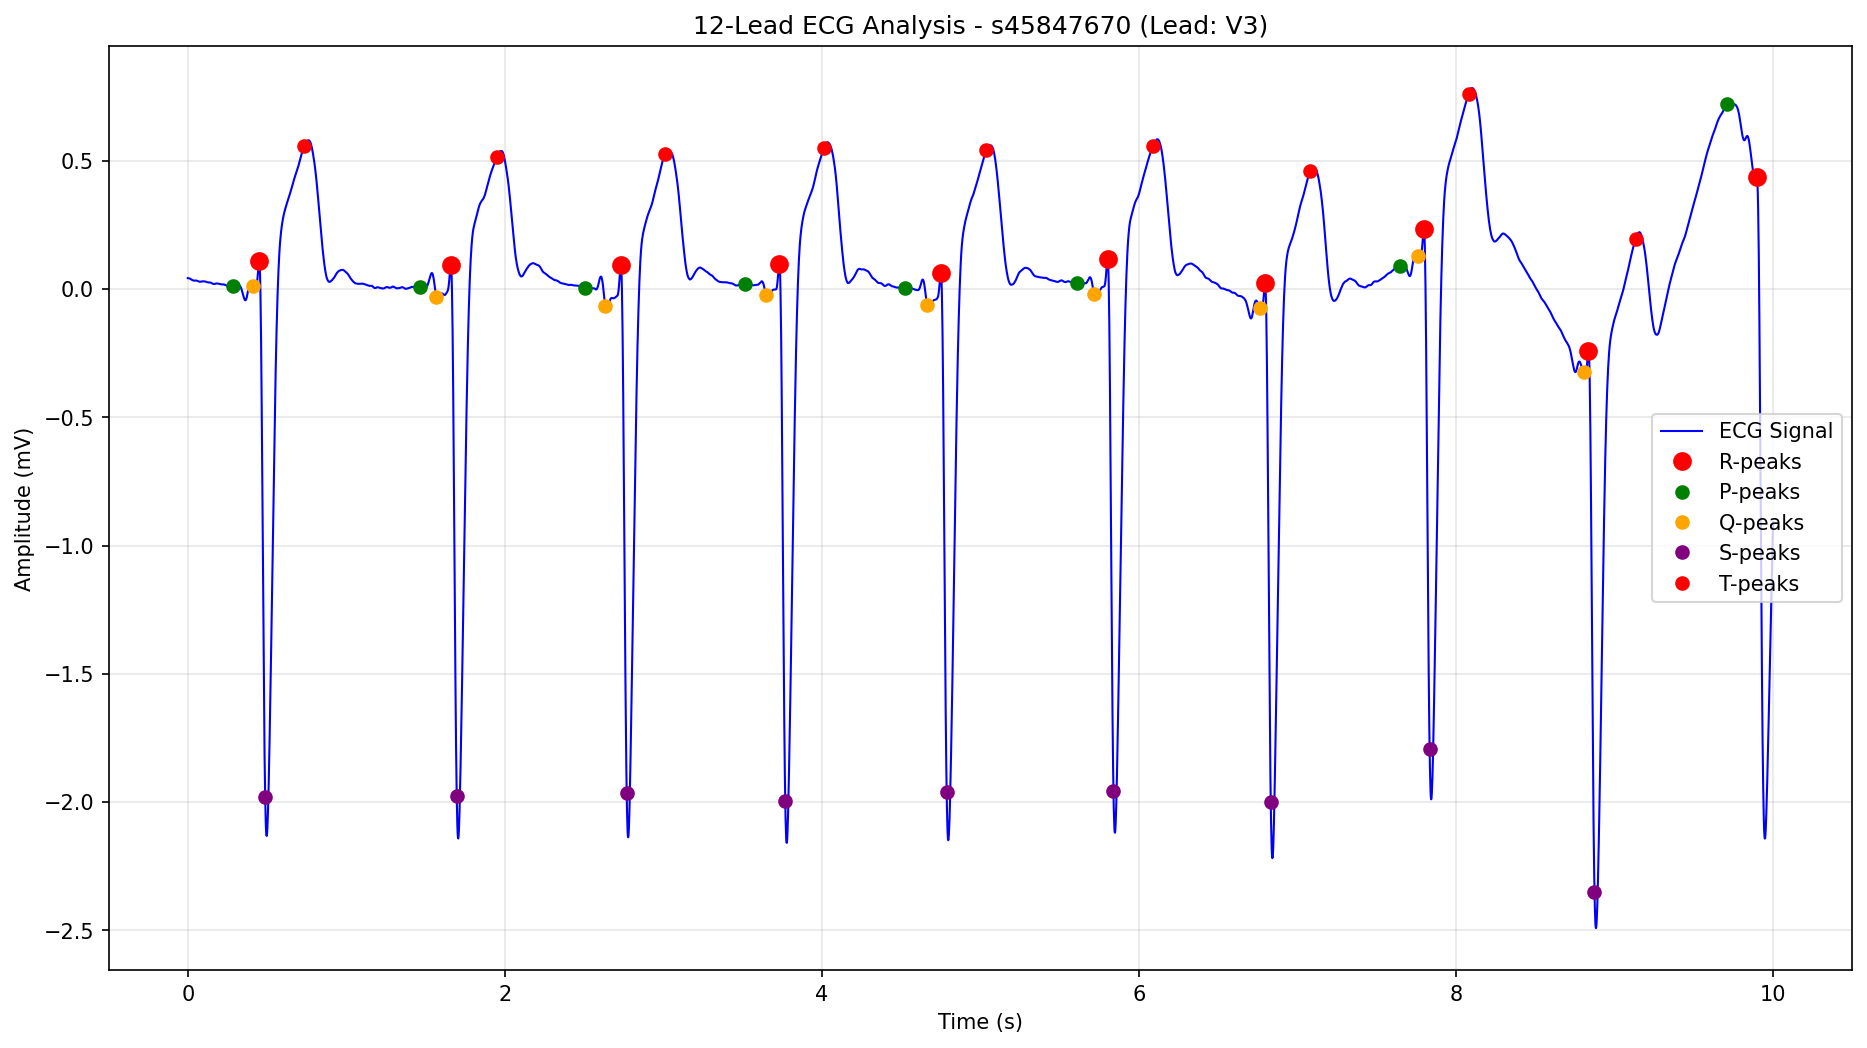 12-Lead ECG Analysis - s45847670 (Lead: V3)
Amplitude (mV)
0.5
0.0
−0.5
−1.0
−1.5
−2.0
−2.5
ECG Signal
R-peaks
P-peaks
Q-peaks
S-peaks
T-peaks
0 2 4 6 8 10
Time (s)